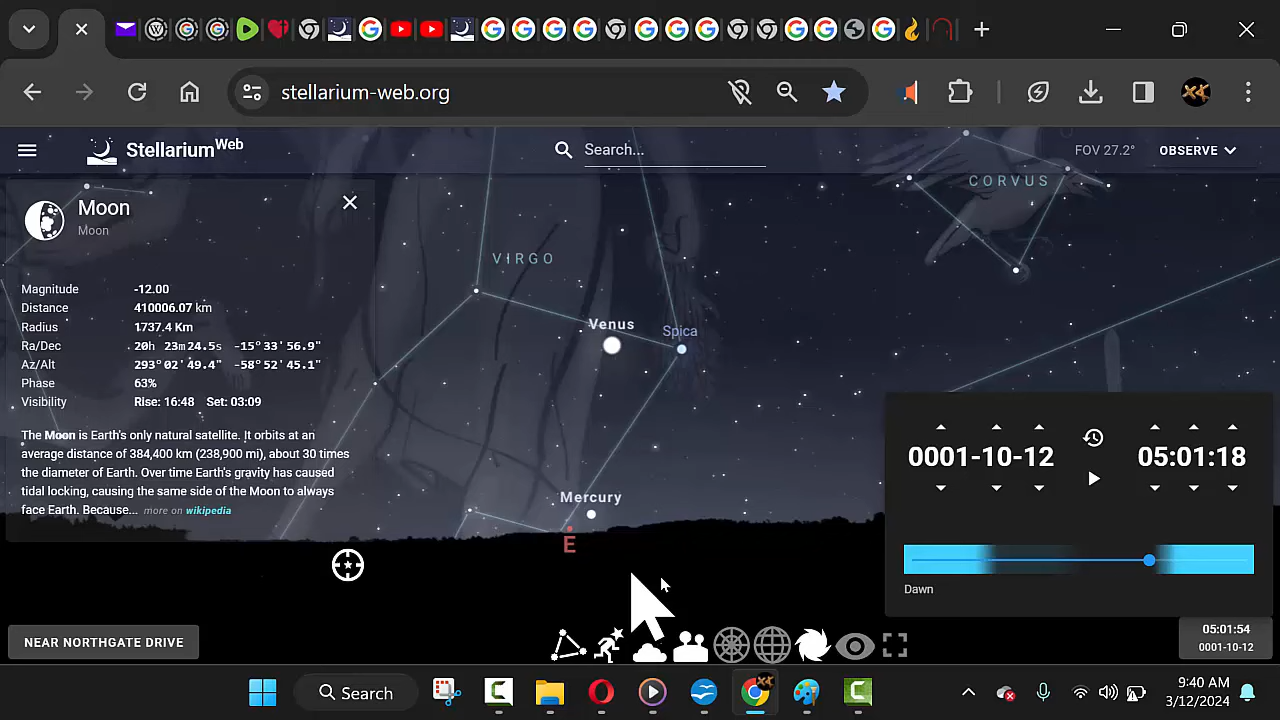 stellarium-web.org
Stellarium Web
Search...
FOV 27.2°
OBSERVE
Moon
Moon
Magnitude -12.00
Distance 410006.07 km
Radius 1737.4 Km
Ra/Dec 20h 23m24.5s -15°33'56.9"
Az/Alt 293°02'49.4" -58°52'45.1"
Phase 63%
Visibility Rise: 16:48 Set: 03:09
The Moon is Earth's only natural satellite. It orbits at an
average distance of 384,400 km (238,900 mi), about 30 times
the diameter of Earth. Over time Earth's gravity has caused
tidal locking, causing the same side of the Moon to always
face Earth. Because... more on wikipedia
CORVUS
VIRGO
Venus
Spica
Mercury
E
0001-10-12 05:01:18
Dawn
NEAR NORTHGATE DRIVE
05:01:54
0001-10-12
Search
9:40 AM
3/12/2024